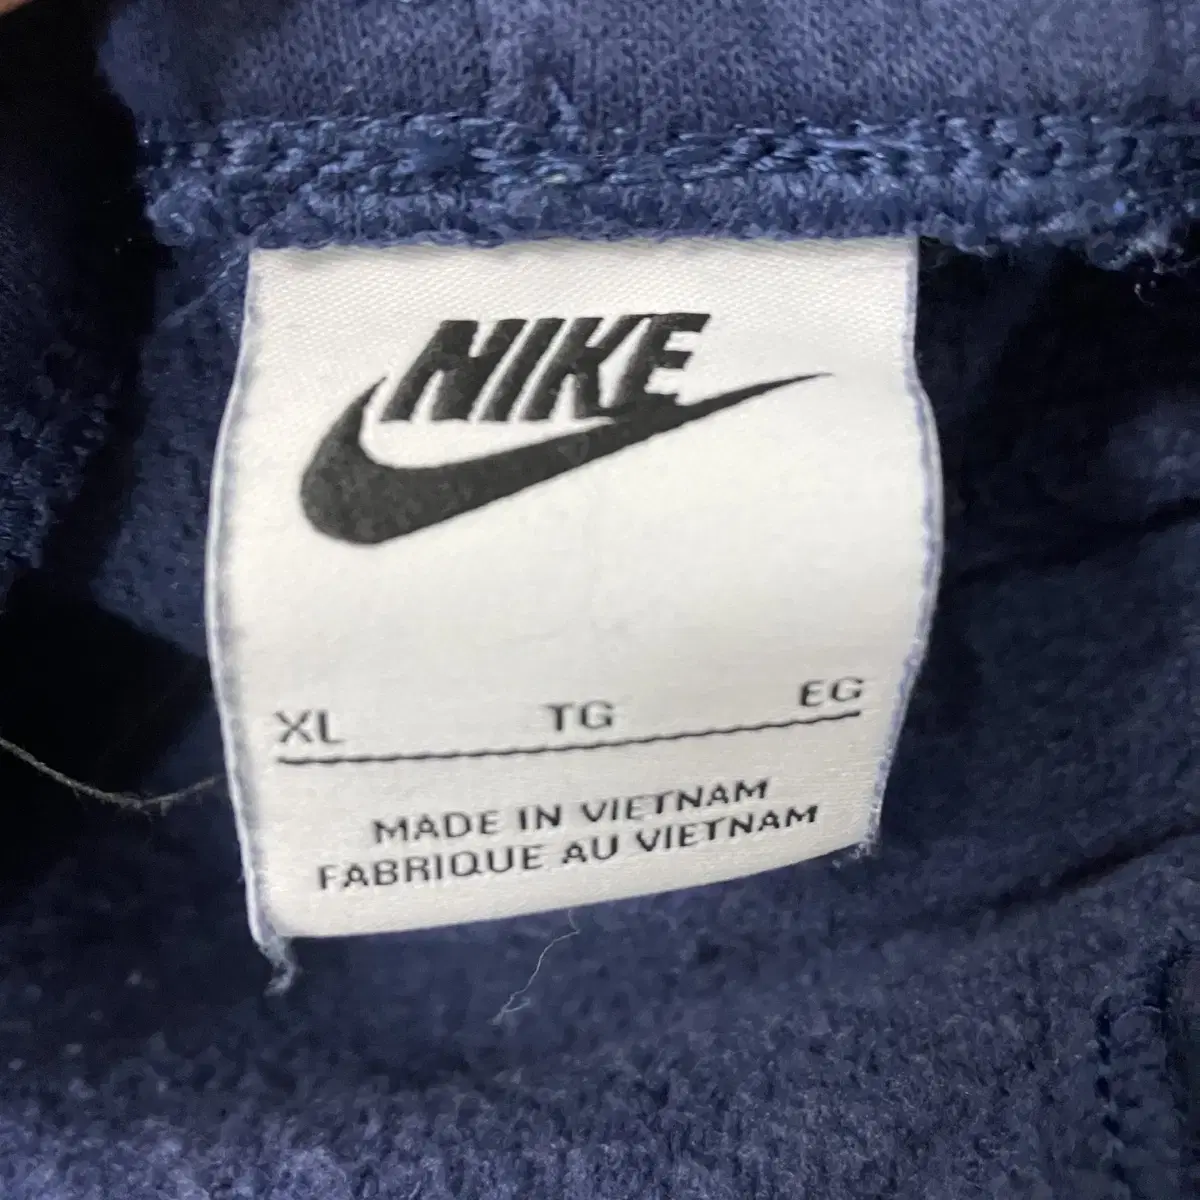 NIKE
XL TG EG
MADE IN VIETNAM
FABRIQUE AU VIETNAM